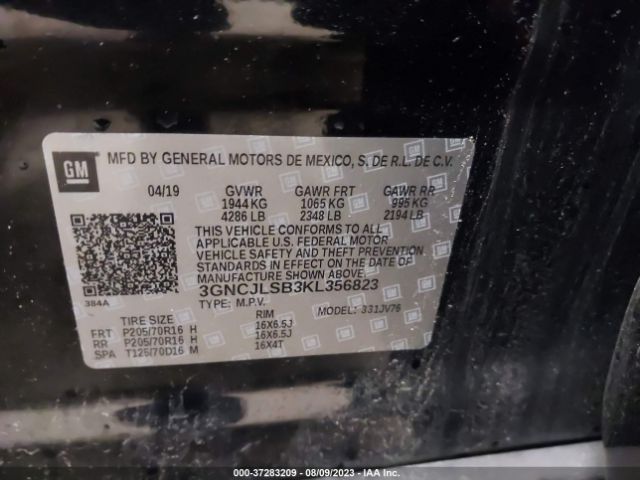 GM
MFD BY GENERAL MOTORS DE MEXICO, S. DE R.L. DE C.V.
04/19 GVWR GAWR FRT GAWR RR
1944 KG 1065 KG 995 KG
4286 LB 2348 LB 2194 LB
THIS VEHICLE CONFORMS TO ALL
APPLICABLE U.S. FEDERAL MOTOR
VEHICLE SAFETY AND THEFT PREVENTION
STANDARDS IN EFFECT ON THE DATE OF
MANUFACTURE SHOWN ABOVE.
384A 3GNCJLSB3KL356823
TYPE: M.P.V. MODEL: 331JV76
TIRE SIZE RIM
FRT P205/70R16 H 16X6.5J
RR P205/70R16 H 16X6.5J
SPA T125/70D16 M 16X4T
000-37283209 - 08/09/2023 - IAA Inc.